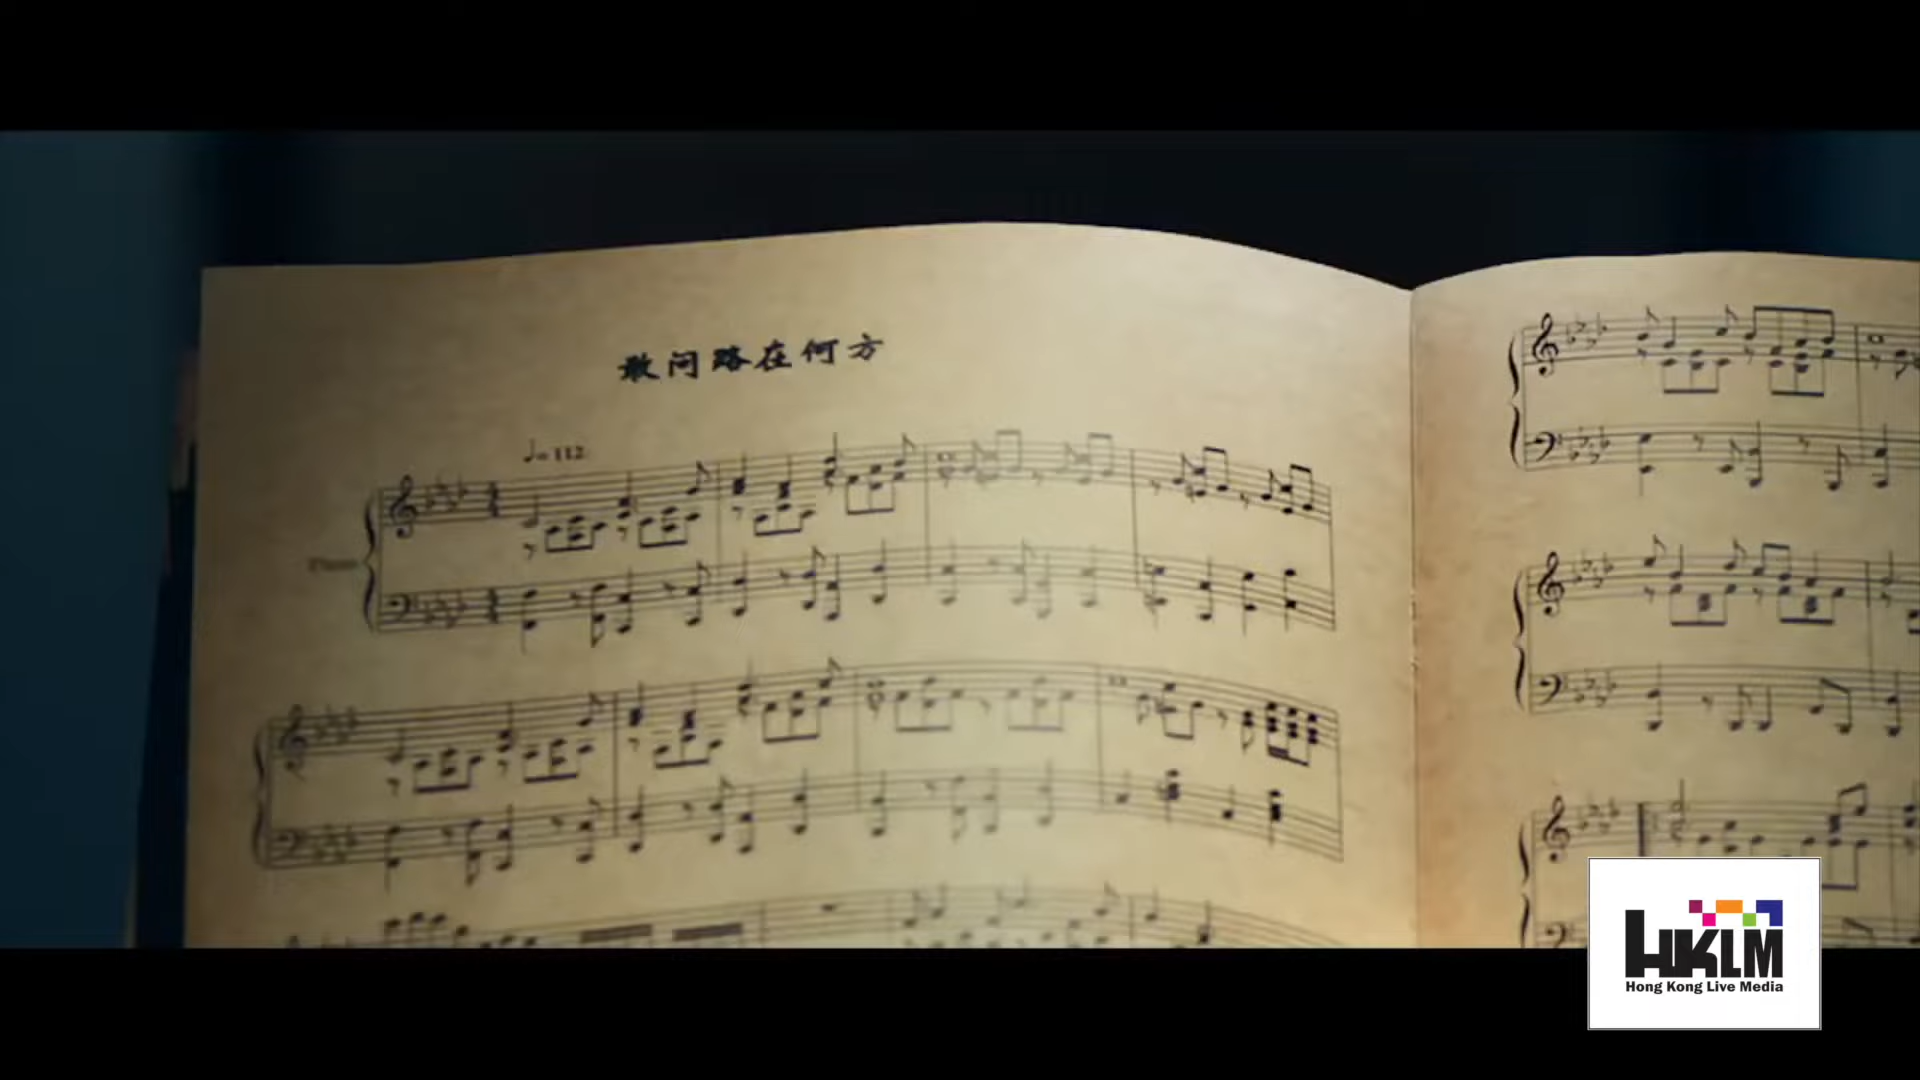 敢问路在何方
♩=112
Piano
HKLM
Hong Kong Live Media